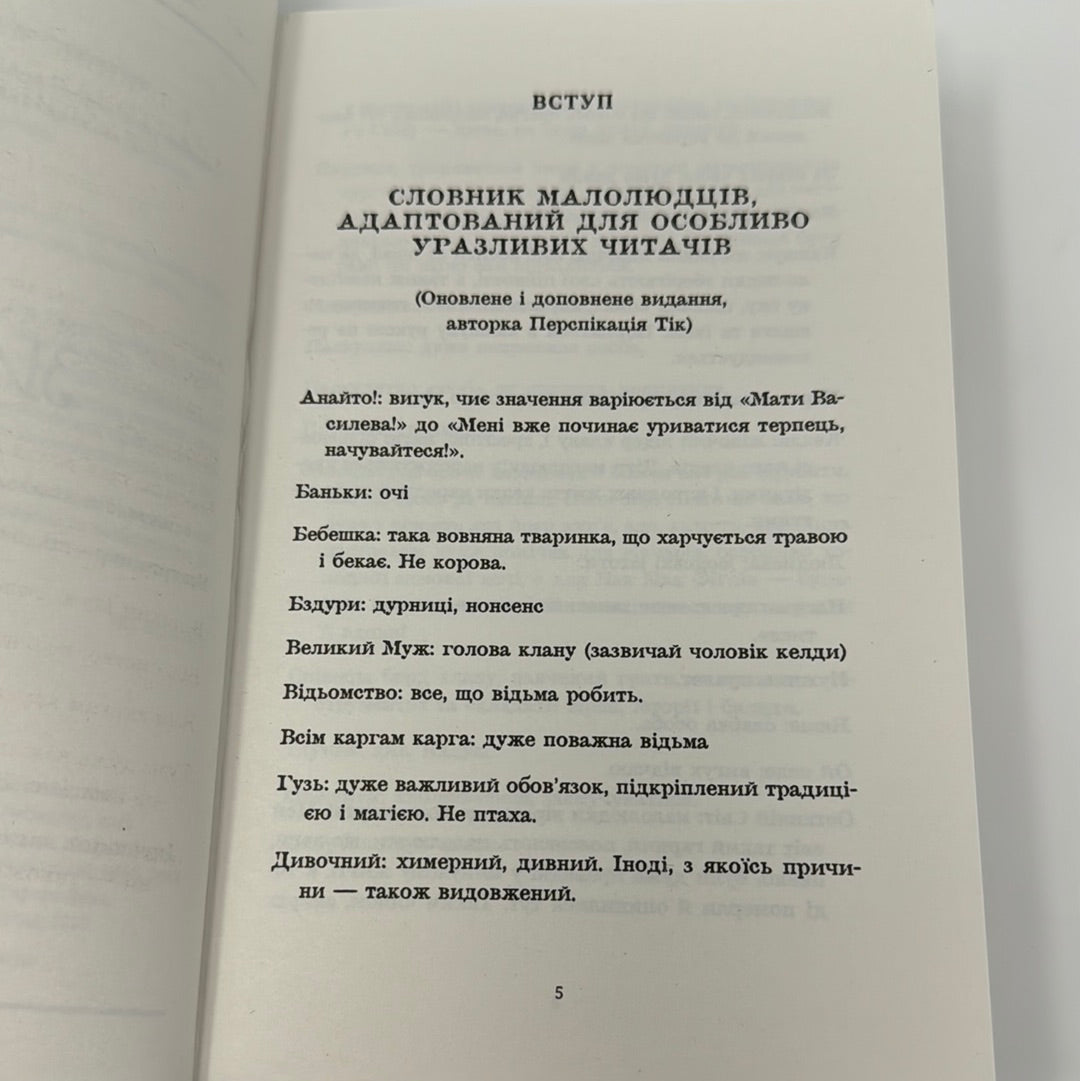 ВСТУП
СЛОВНИК МАЛОЛЮДЦІВ,
АДАПТОВАНИЙ ДЛЯ ОСОБЛИВО
УРАЗЛИВИХ ЧИТАЧІВ
(Оновлене і доповнене видання,
авторка Перспікація Тік)
Анайто!: вигук, чиє значення варіюється від «Мати Ва-
силева!» до «Мені вже починає уриватися терпець,
начувайтеся!».
Баньки: очі
Бебешка: така вовняна тваринка, що харчується травою
і бекає. Не корова.
Бздури: дурниці, нонсенс
Великий Муж: голова клану (зазвичай чоловік келди)
Відьомство: все, що відьма робить.
Всім каргам карга: дуже поважна відьма
Гузь: дуже важливий обов’язок, підкріплений традиці-
єю і магією. Не птаха.
Дивочний: химерний, дивний. Іноді, з якоїсь причи-
ни — також видовжений.
5